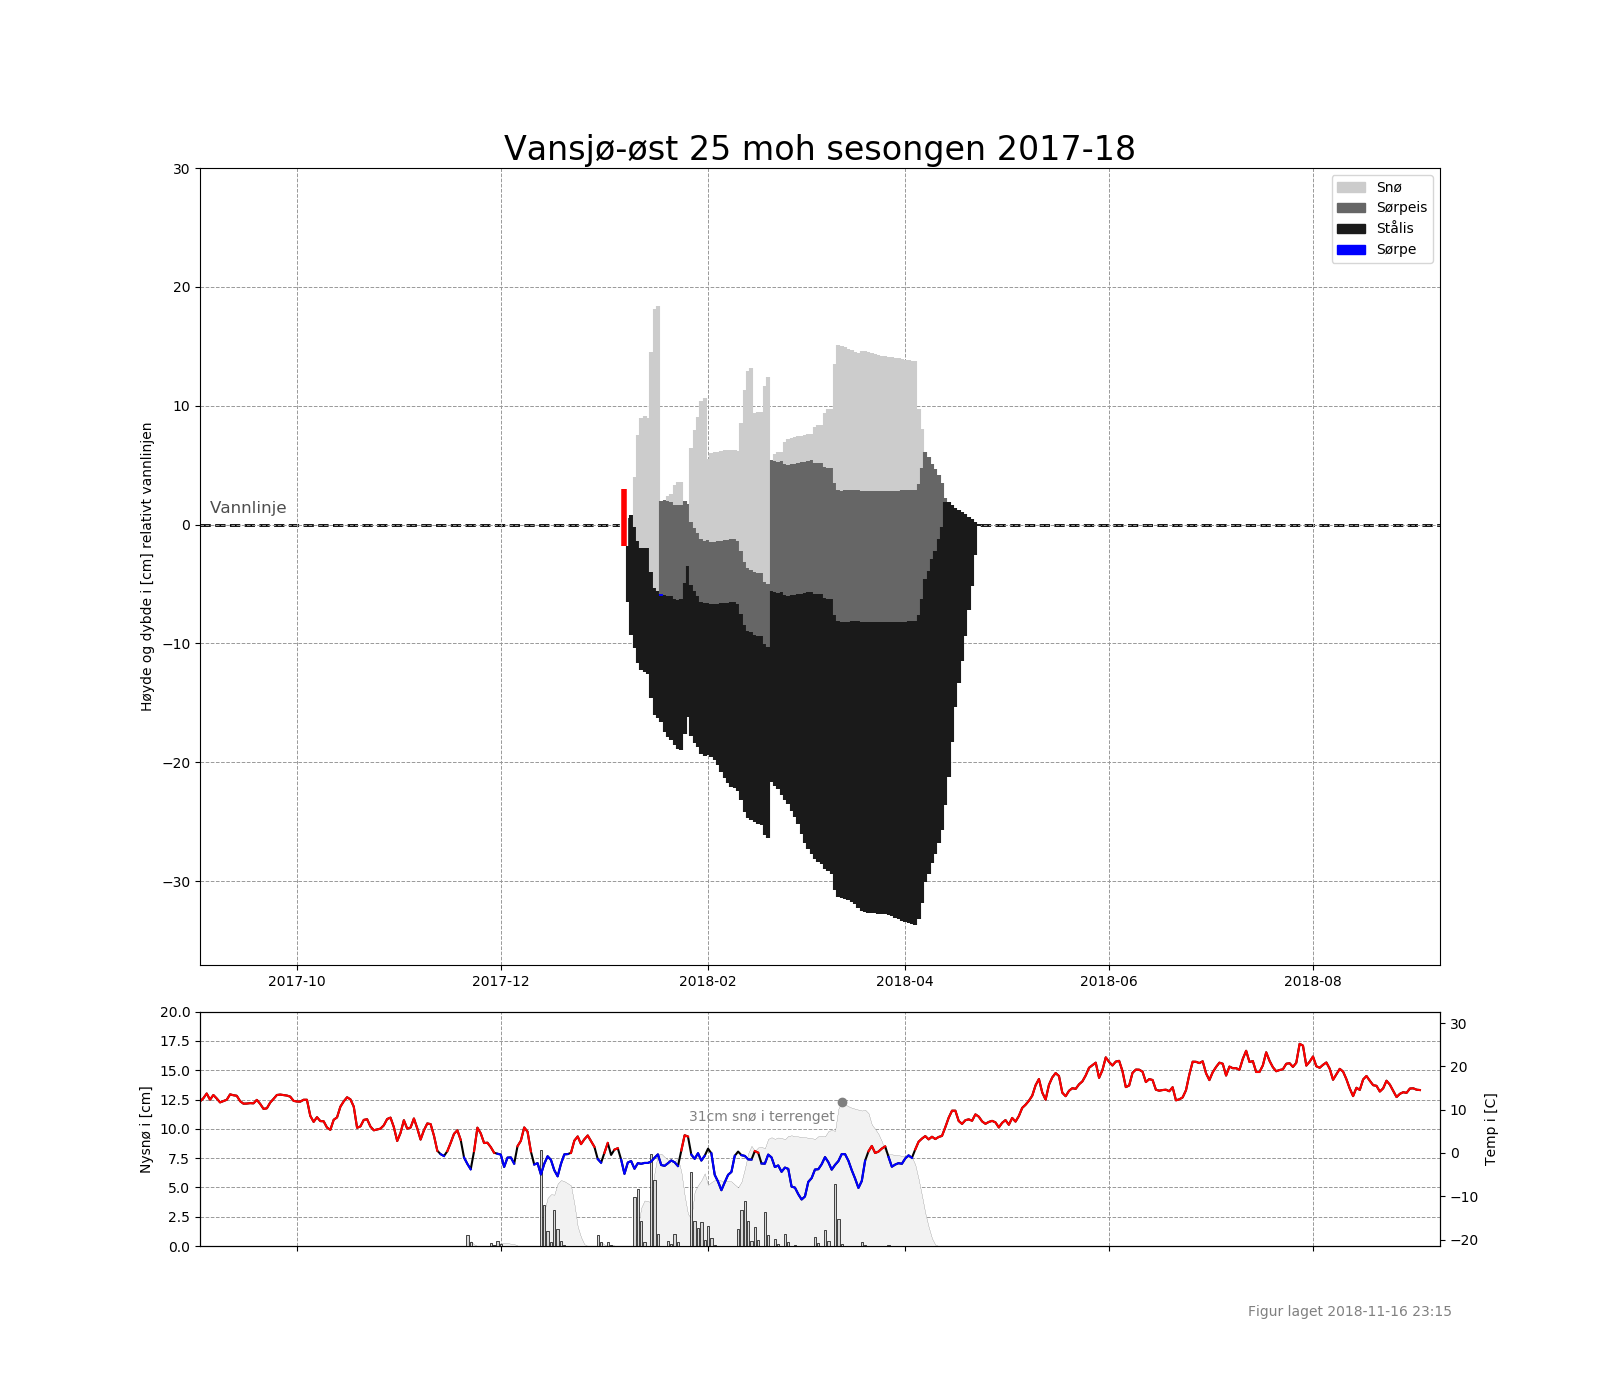 Vansjø-øst 25 moh sesongen 2017-18
30
20
10
0
−10
−20
−30
Høyde og dybde i [cm] relativt vannlinjen
Vannlinje
Snø
Sørpeis
Stålis
Sørpe
2017-10
2017-12
2018-02
2018-04
2018-06
2018-08
20.0
17.5
15.0
12.5
10.0
7.5
5.0
2.5
0.0
Nysnø i [cm]
31cm snø i terrenget
30
20
10
0
−10
−20
Temp i [C]
Figur laget 2018-11-16 23:15